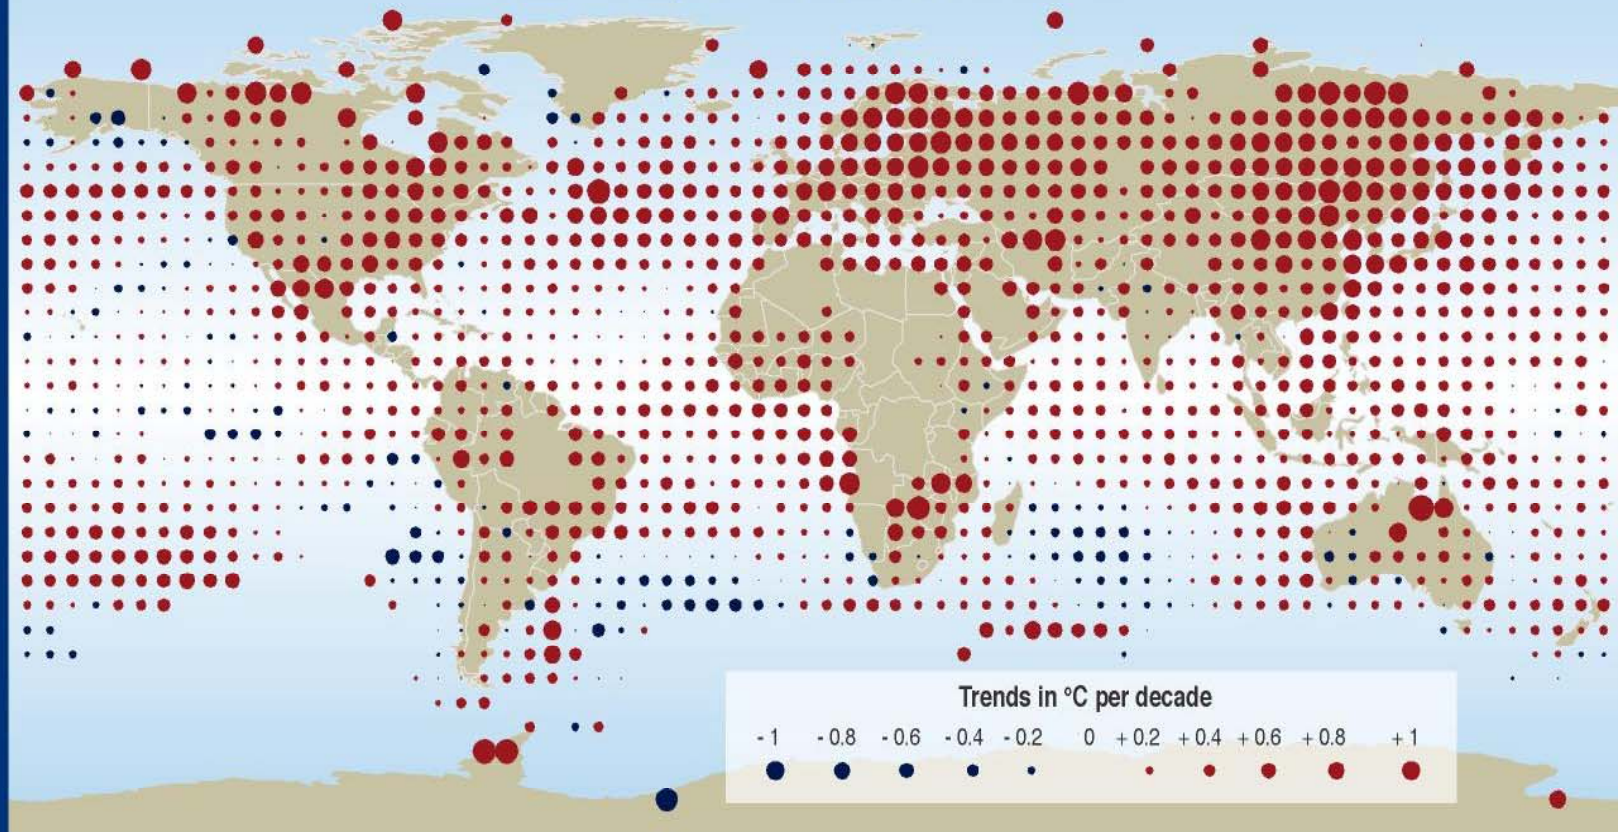 Trends in °C per decade
- 1 - 0.8 - 0.6 - 0.4 - 0.2 0 + 0.2 + 0.4 + 0.6 + 0.8 + 1